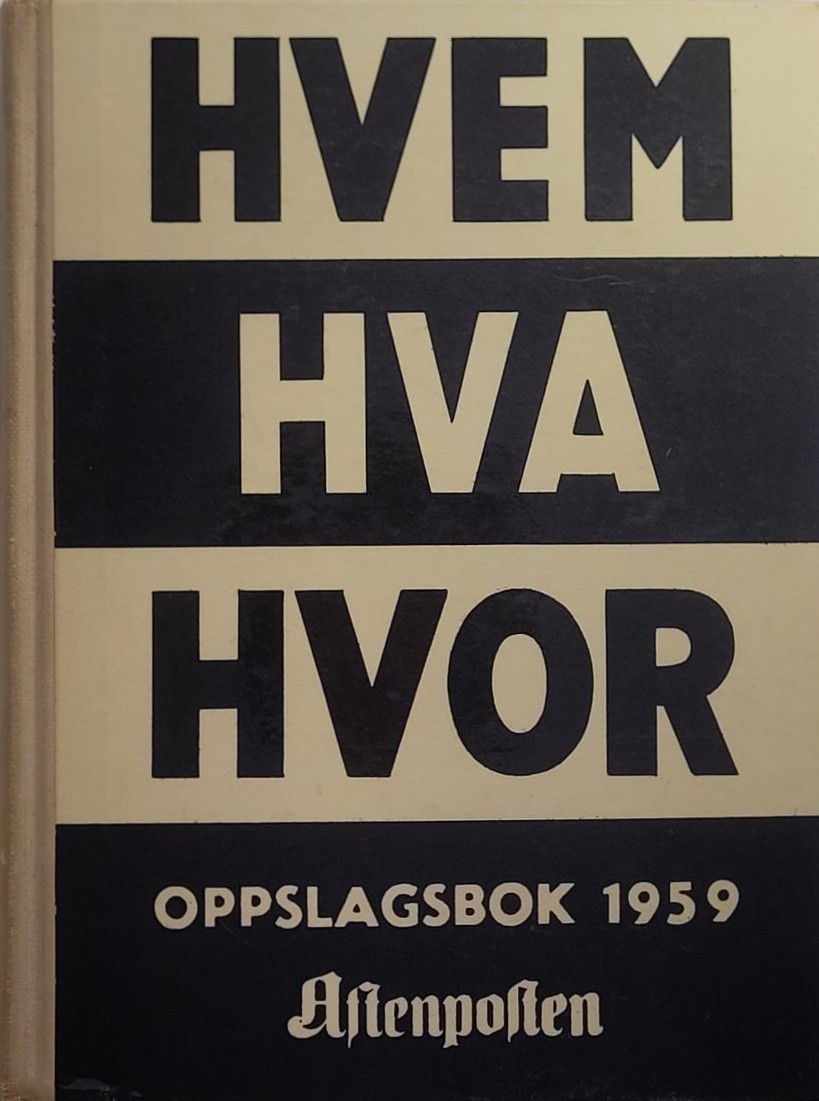 HVEM
HVA
HVOR
OPPSLAGSBOK 1959
Aftenposten